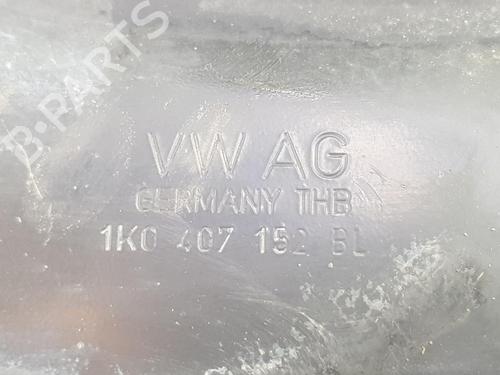 B-PARTS
VW AG
GERMANY THB
1K0 407 152 BL